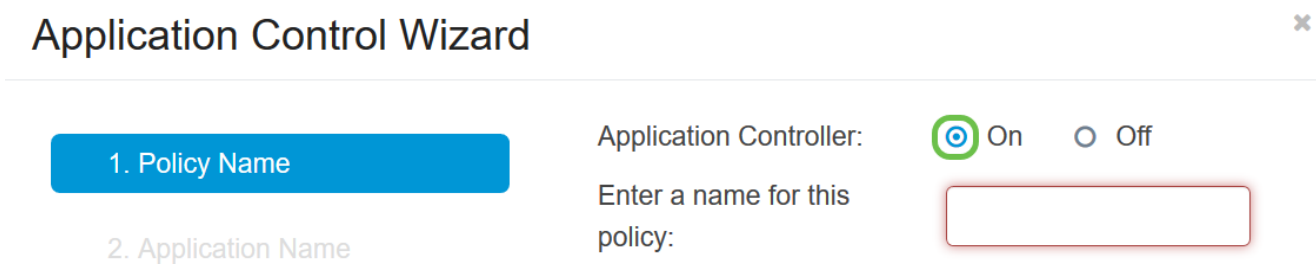 Application Control Wizard
1. Policy Name
2. Application Name
Application Controller: On Off
Enter a name for this
policy: